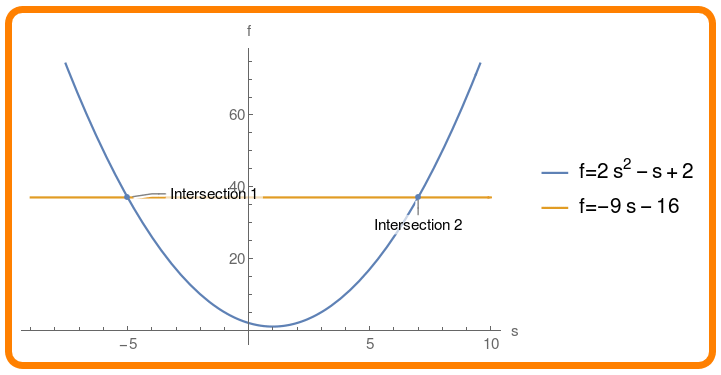 f
60
40
20
Intersection 1
Intersection 2
−5
5
10
s
f=2 s² − s + 2
f=−9 s − 16